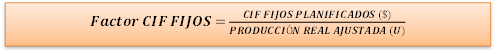 Factor CIF FIJOS = CIF FIJOS PLANIFICADOS ($)
PRODUCCIÓN REAL AJUSTADA (U)